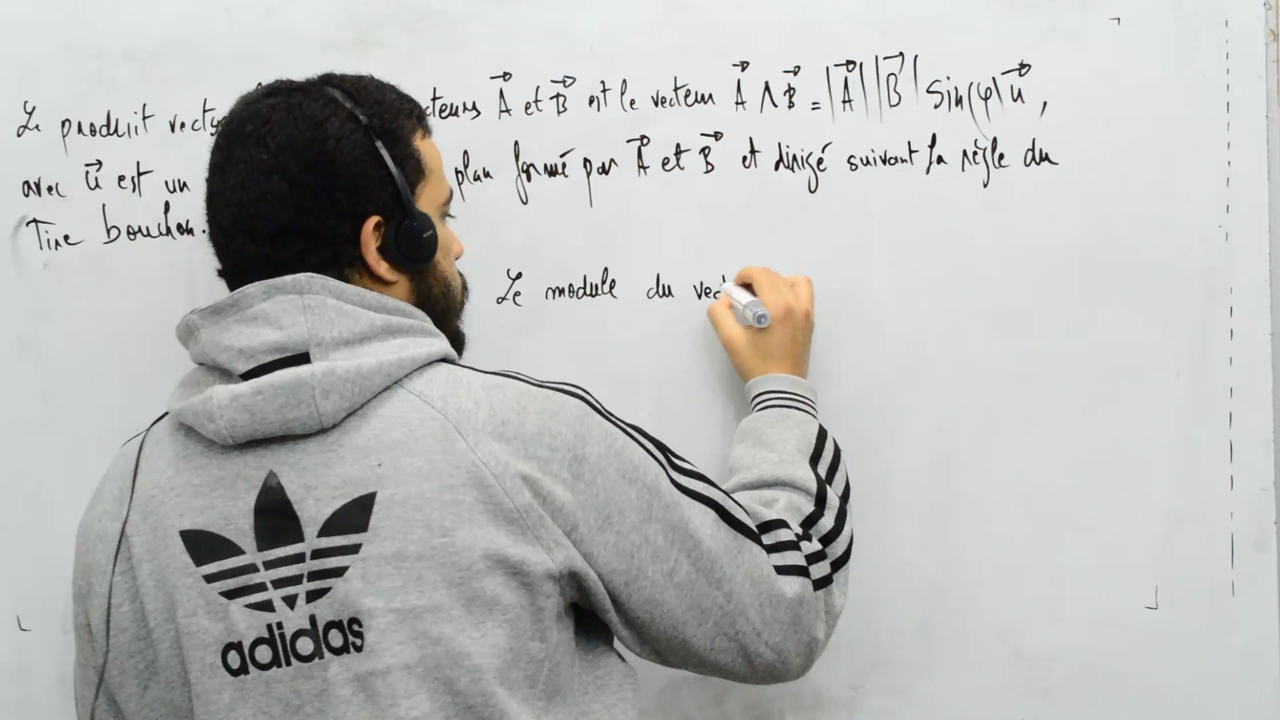 Le produit vect cteurs A⃗ et B⃗ est le vecteur A⃗ ∧ B⃗ = |A⃗||B⃗| Sin(φ) u⃗,
avec u⃗ est un plan formé par A⃗ et B⃗ et dirigé suivant la règle du
Tire bouchon.
Le module du vec
adidas